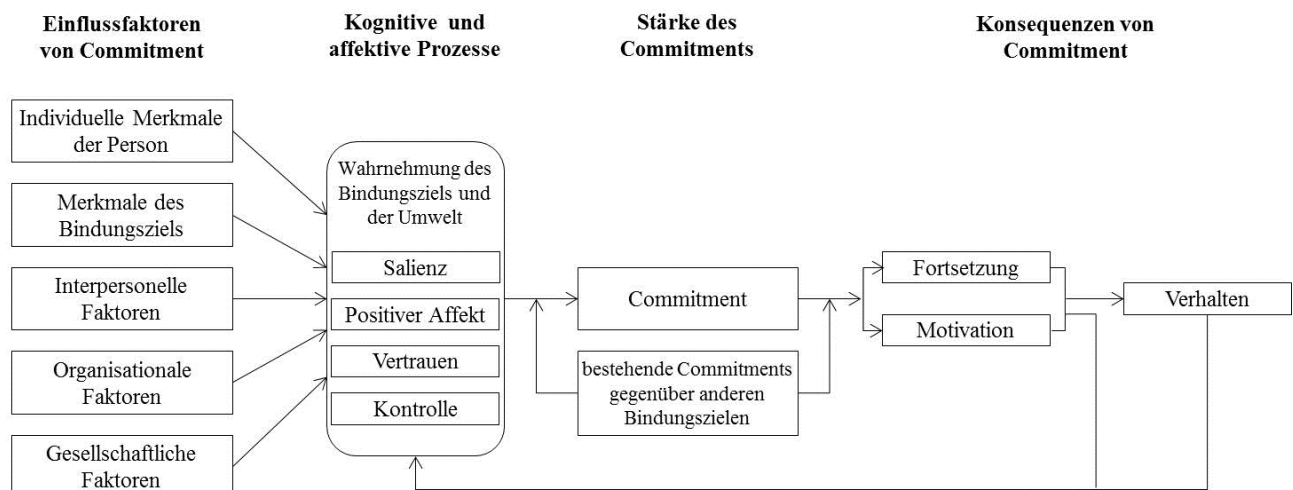 Einflussfaktoren
von Commitment
Kognitive und
affektive Prozesse
Stärke des
Commitments
Konsequenzen von
Commitment
Individuelle Merkmale
der Person
Merkmale des
Bindungsziels
Interpersonelle
Faktoren
Organisationale
Faktoren
Gesellschaftliche
Faktoren
Wahrnehmung des
Bindungsziels und
der Umwelt
Salienz
Positiver Affekt
Vertrauen
Kontrolle
Commitment
bestehende Commitments
gegenüber anderen
Bindungszielen
Fortsetzung
Motivation
Verhalten